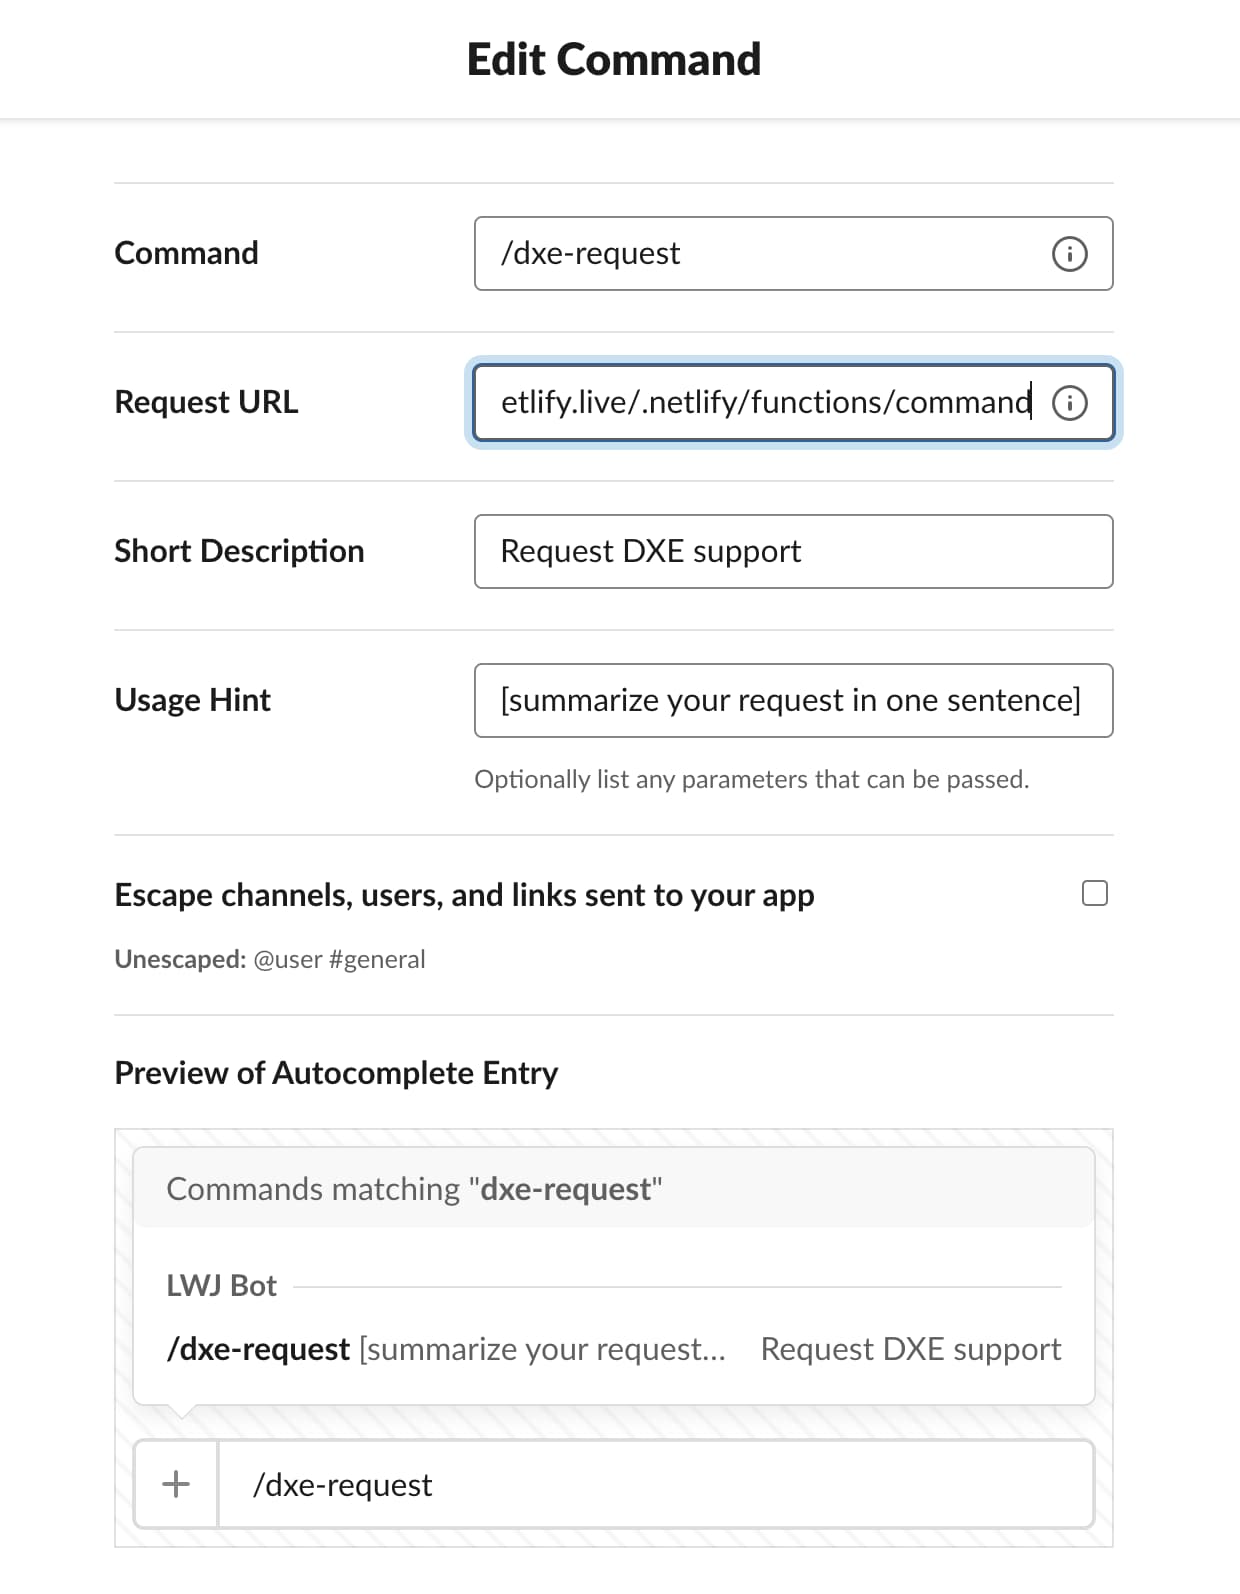 Edit Command
Command
/dxe-request
Request URL
etlify.live/.netlify/functions/command
Short Description
Request DXE support
Usage Hint
[summarize your request in one sentence]
Optionally list any parameters that can be passed.
Escape channels, users, and links sent to your app
Unescaped: @user #general
Preview of Autocomplete Entry
Commands matching "dxe-request"
LWJ Bot
/dxe-request [summarize your request... Request DXE support
/dxe-request